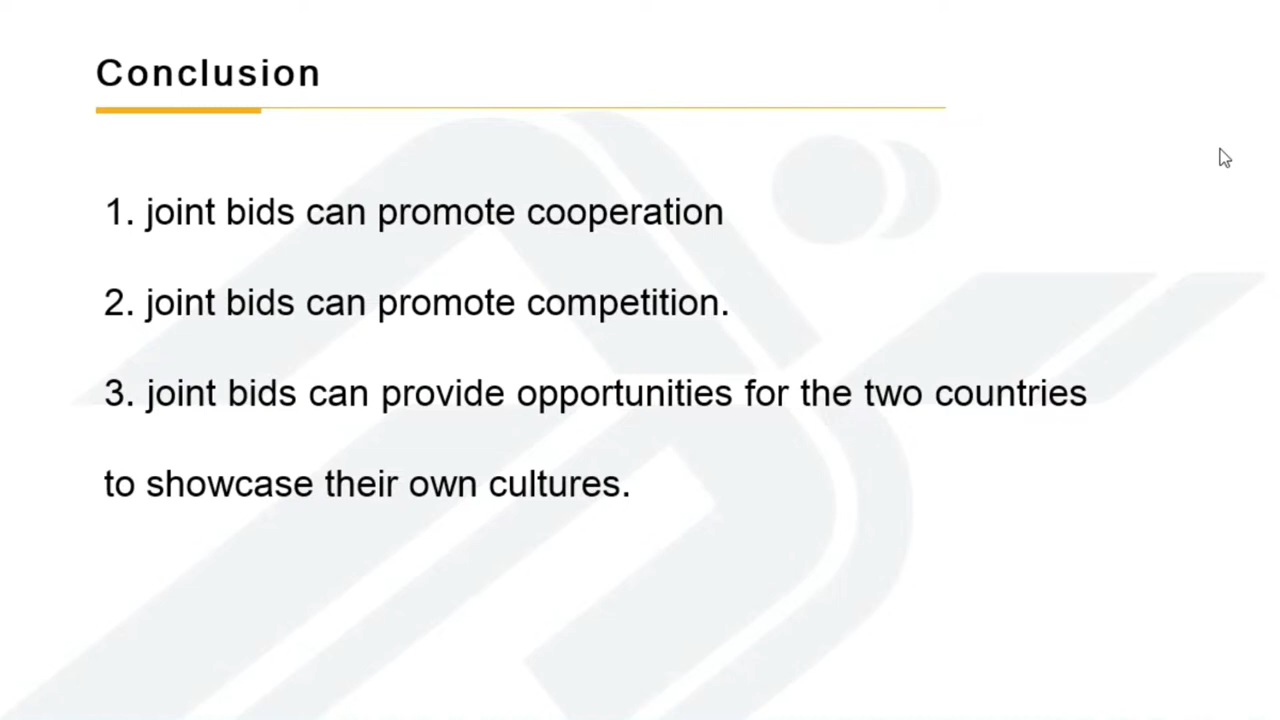 Conclusion
1. joint bids can promote cooperation
2. joint bids can promote competition.
3. joint bids can provide opportunities for the two countries
to showcase their own cultures.